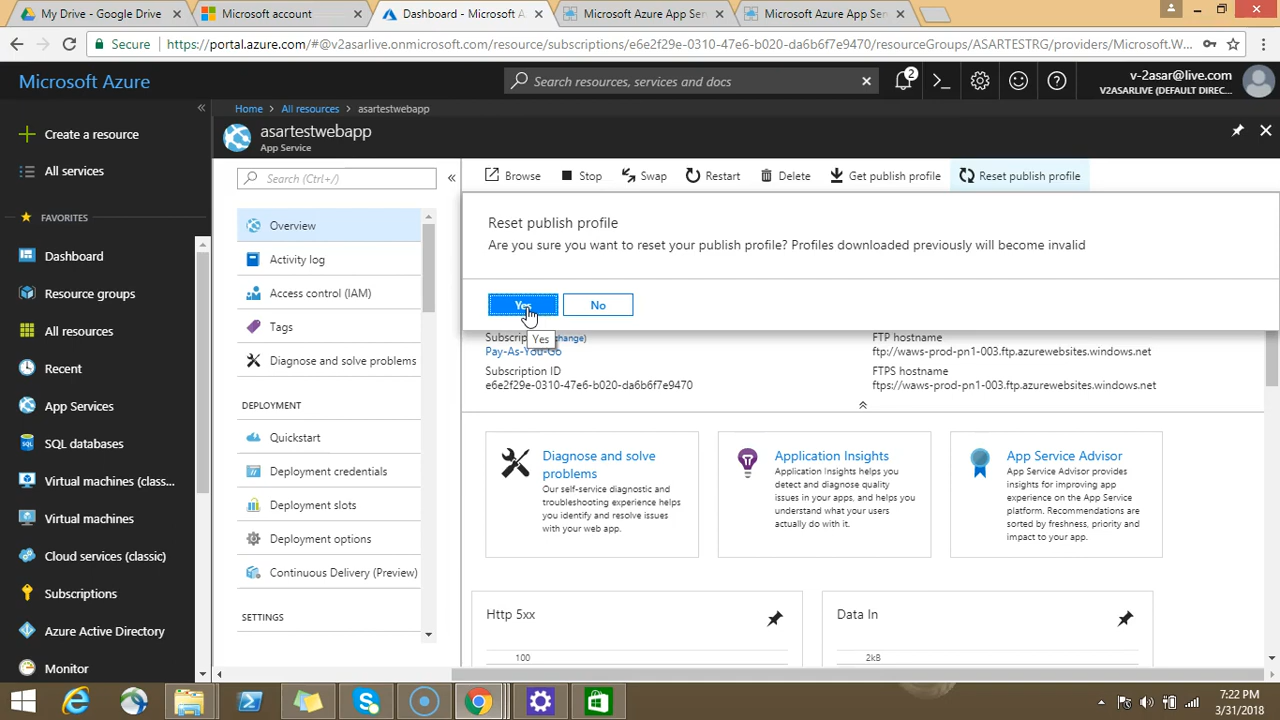 My Drive - Google Drive
Microsoft account
Dashboard - Microsoft A
Microsoft Azure App Ser
Microsoft Azure App Ser
Secure
https://portal.azure.com/#@v2asarlive.onmicrosoft.com/resource/subscriptions/e6e2f29e-0310-47e6-b020-da6b6f7e9470/resourceGroups/ASARTESTRG/providers/Microsoft.W...
Microsoft Azure
Search resources, services and docs
2
v-2asar@live.com
V2ASARLIVE (DEFAULT DIREC...
Create a resource
All services
FAVORITES
Dashboard
Resource groups
All resources
Recent
App Services
SQL databases
Virtual machines (class...
Virtual machines
Cloud services (classic)
Subscriptions
Azure Active Directory
Monitor
Home
All resources
asartestwebapp
asartestwebapp
App Service
Search (Ctrl+/)
Overview
Activity log
Access control (IAM)
Tags
Diagnose and solve problems
DEPLOYMENT
Quickstart
Deployment credentials
Deployment slots
Deployment options
Continuous Delivery (Preview)
SETTINGS
Browse
Stop
Swap
Restart
Delete
Get publish profile
Reset publish profile
Reset publish profile
Are you sure you want to reset your publish profile? Profiles downloaded previously will become invalid
Yes
No
Yes
Pay-As-You-Go
Subscription ID
e6e2f29e-0310-47e6-b020-da6b6f7e9470
FTP hostname
ftp://waws-prod-pn1-003.ftp.azurewebsites.windows.net
FTPS hostname
ftps://waws-prod-pn1-003.ftp.azurewebsites.windows.net
Diagnose and solve
problems
Our self-service diagnostic and
troubleshooting experience helps
you identify and resolve issues
with your web app.
Application Insights
Application Insights helps you
detect and diagnose quality
issues in your apps, and helps
you understand what your users
actually do with it.
App Service Advisor
App Service Advisor provides
insights for improving app
experience on the App Service
platform. Recommendations are
sorted by freshness, priority and
impact to your app.
Http 5xx
100
Data In
2kB
7:22 PM
3/31/2018